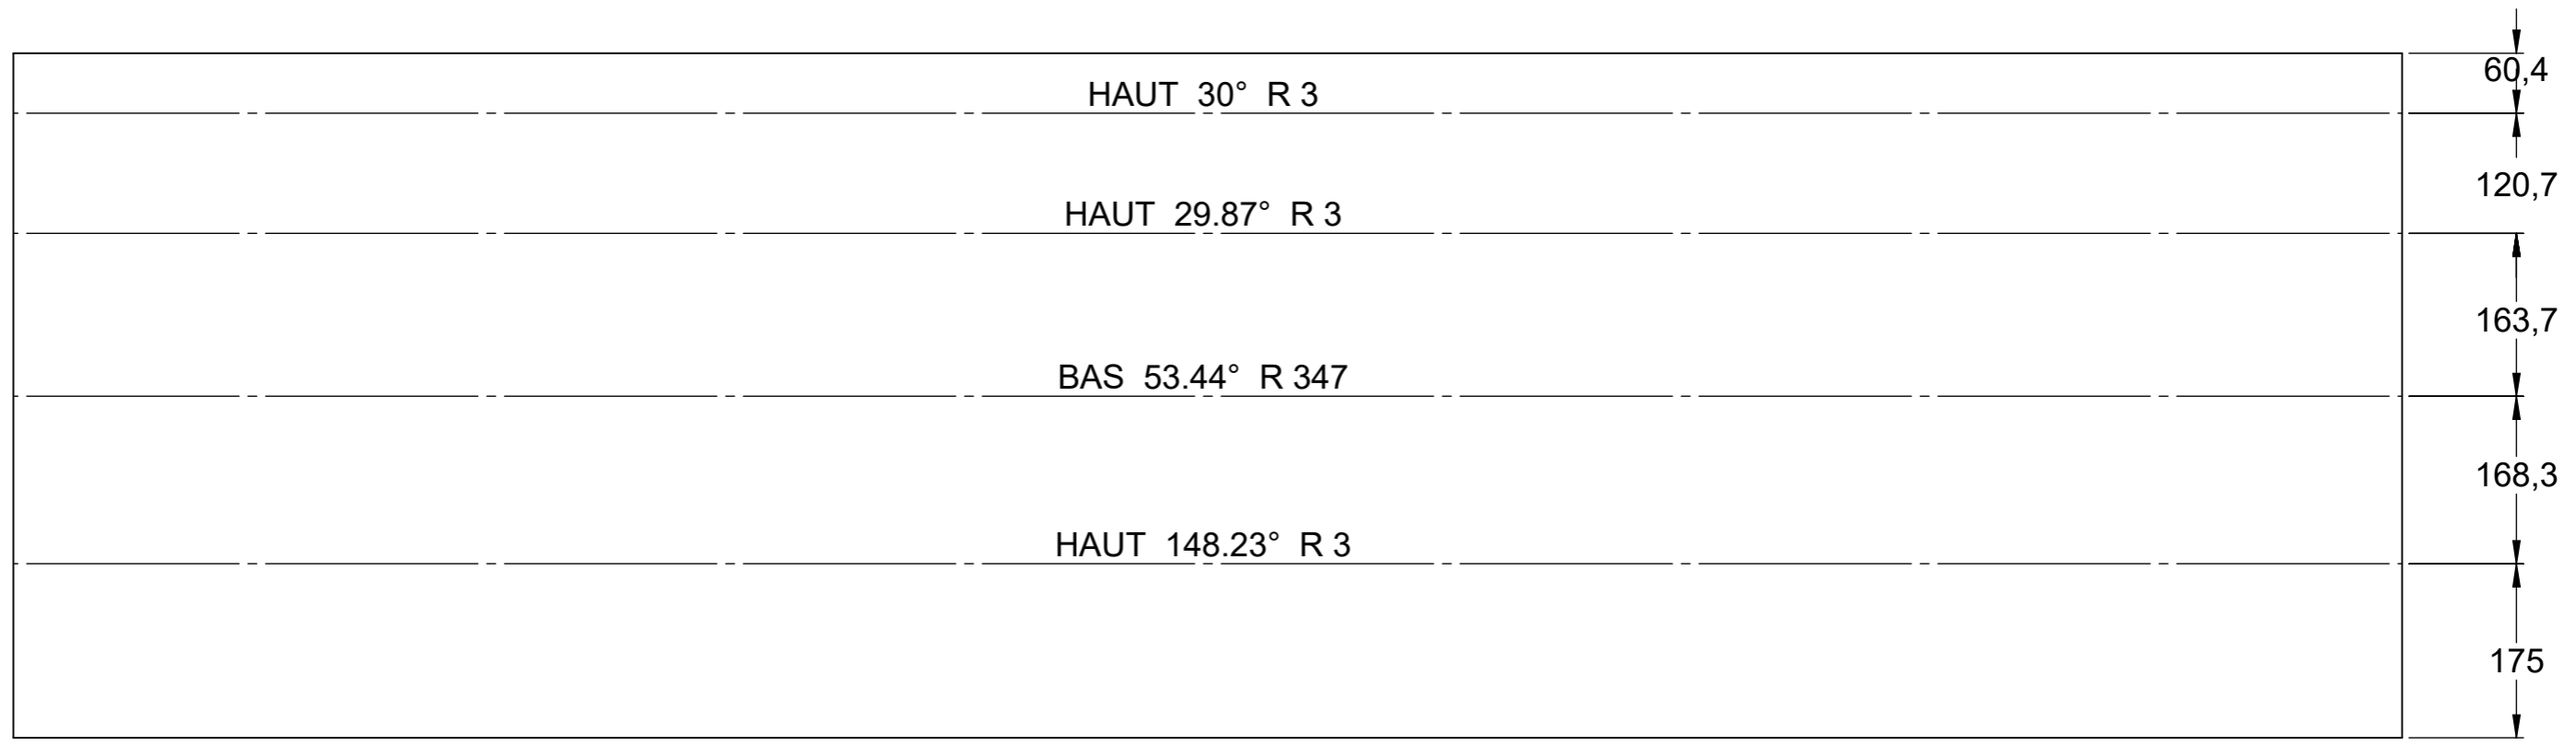 60,4
HAUT 30° R 3
120,7
HAUT 29.87° R 3
163,7
BAS 53.44° R 347
168,3
HAUT 148.23° R 3
175